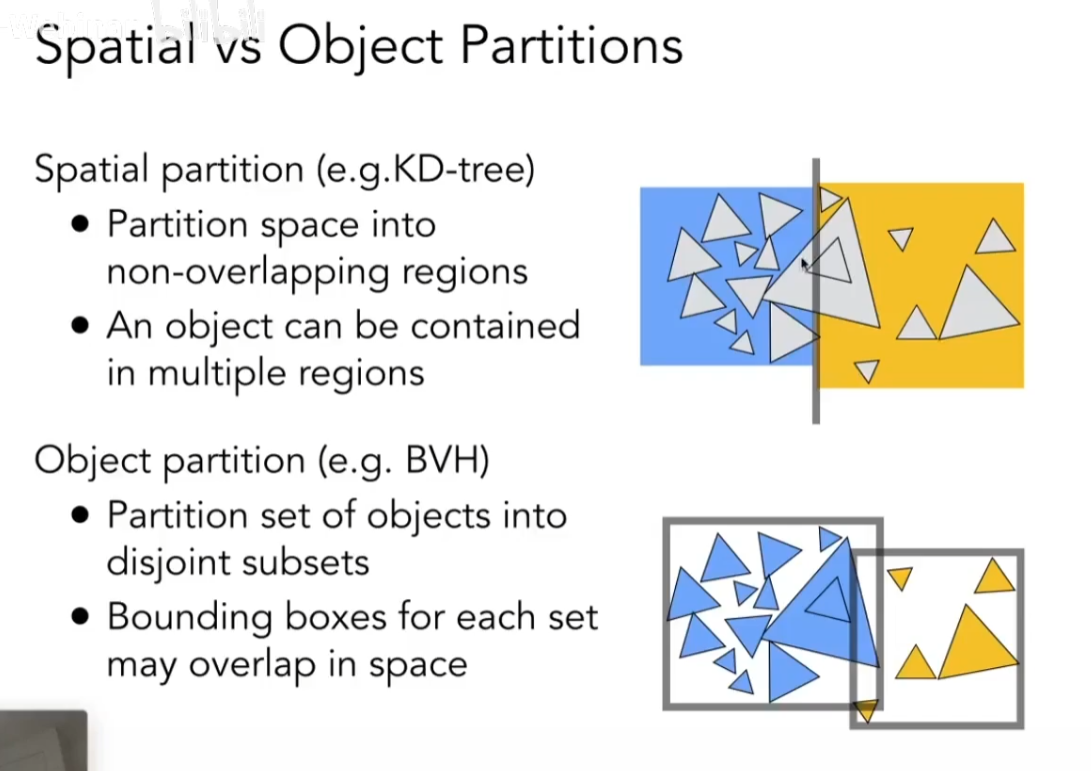 Spatial vs Object Partitions
Spatial partition (e.g.KD-tree)
● Partition space into
non-overlapping regions
● An object can be contained
in multiple regions
Object partition (e.g. BVH)
● Partition set of objects into
disjoint subsets
● Bounding boxes for each set
may overlap in space